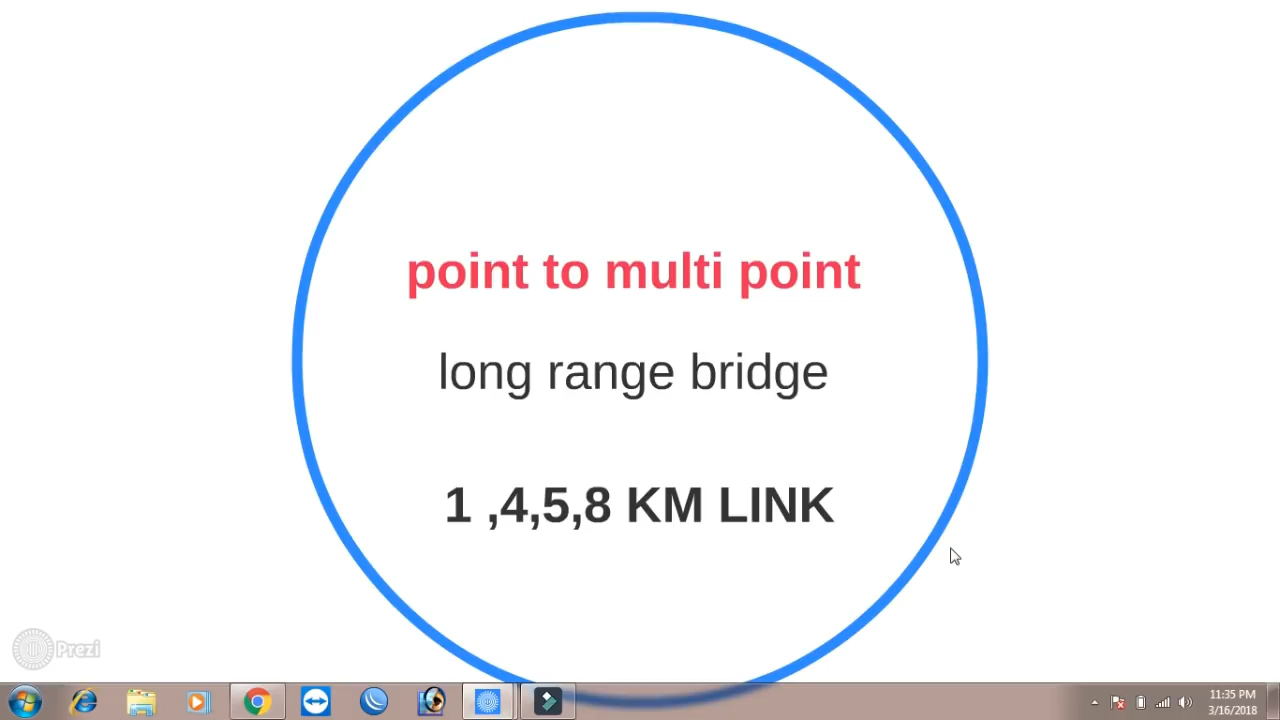 point to multi point
long range bridge
1 ,4,5,8 KM LINK
Prezi
11:35 PM
3/16/2018